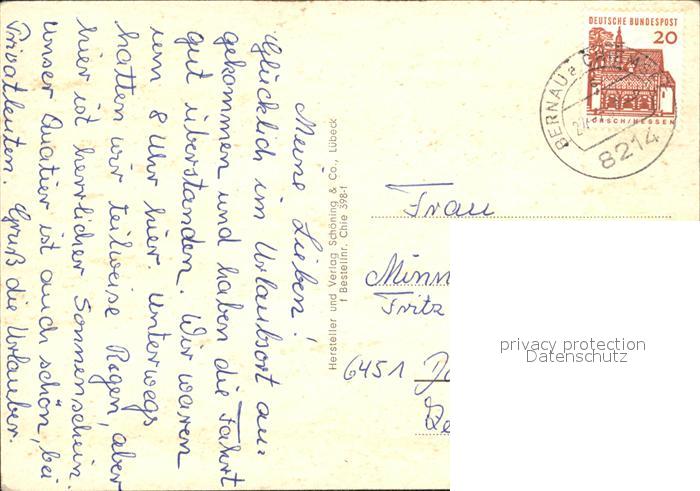 Meine Lieben!
Glücklich im Urlaubsort an-
gekommen und haben die Fahrt
gut überstanden. Wir waren
um 8 Uhr hier. Unterwegs
hatten wir teilweise Regen, aber
hier ist herrlicher Sonnenschein.
Unser Quatier ist auch schön, bei
Privatleuten. Gruß die Urlauber.
Hersteller und Verlag Schöning & Co., Lübeck
f Bestellnr. Chie 398-f
DEUTSCHE BUNDESPOST
20
LORSCH/HESSEN
BERNAU a CHIEMSEE
8214
Frau
Minn
Fritz
6451
privacy protection
Datenschutz